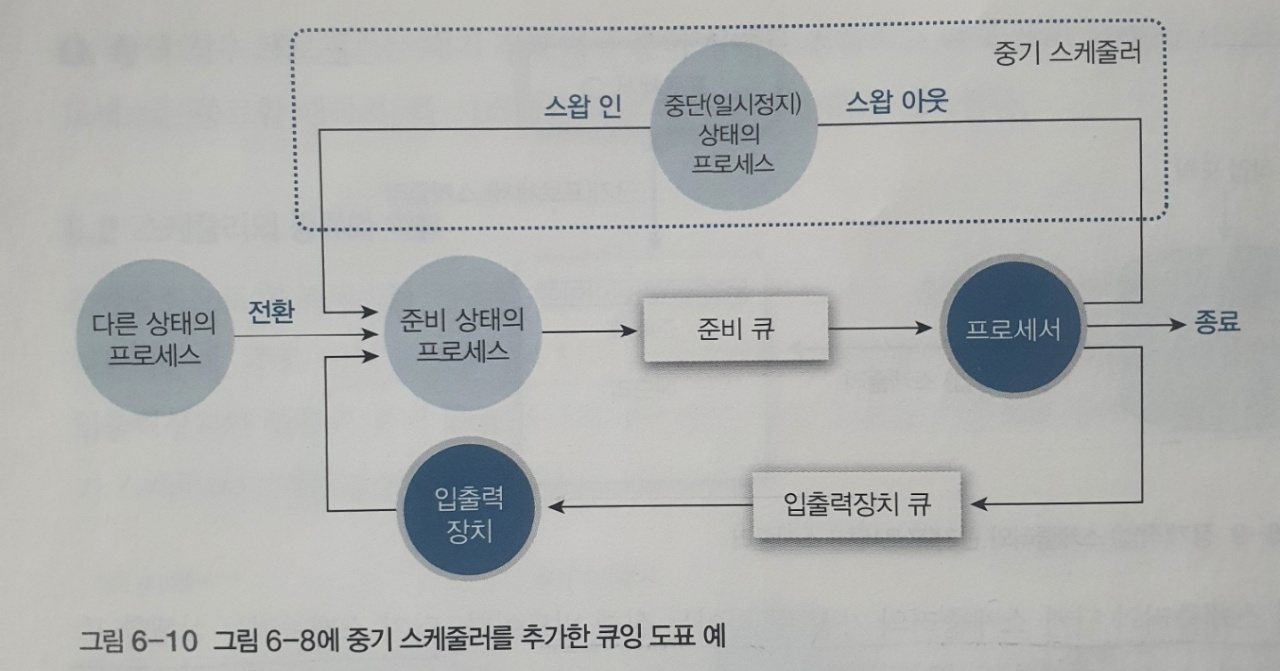 중기 스케줄러
스왑 인
중단(일시정지)
상태의
프로세스
스왑 아웃
다른 상태의
프로세스
전환
준비 상태의
프로세스
준비 큐
프로세서
종료
입출력
장치
입출력장치 큐
그림 6-10 그림 6-8에 중기 스케줄러를 추가한 큐잉 도표 예